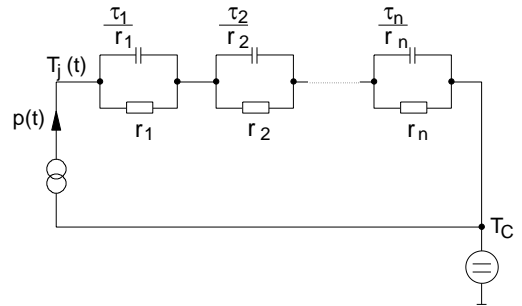 τ1 τ2 τn
r1 r2 rn
Tj (t)
r1 r2 rn
p(t)
TC